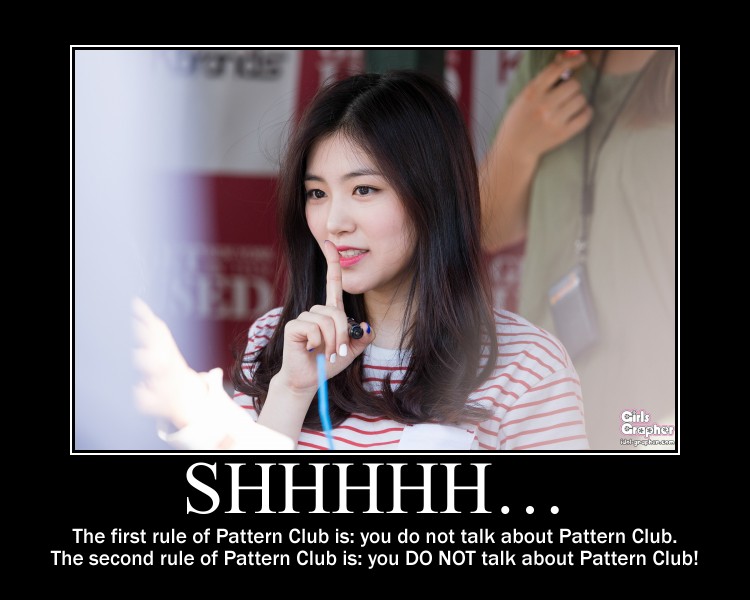 SED
Girls
Grapher
SHHHHH...
The first rule of Pattern Club is: you do not talk about Pattern Club.
The second rule of Pattern Club is: you DO NOT talk about Pattern Club!